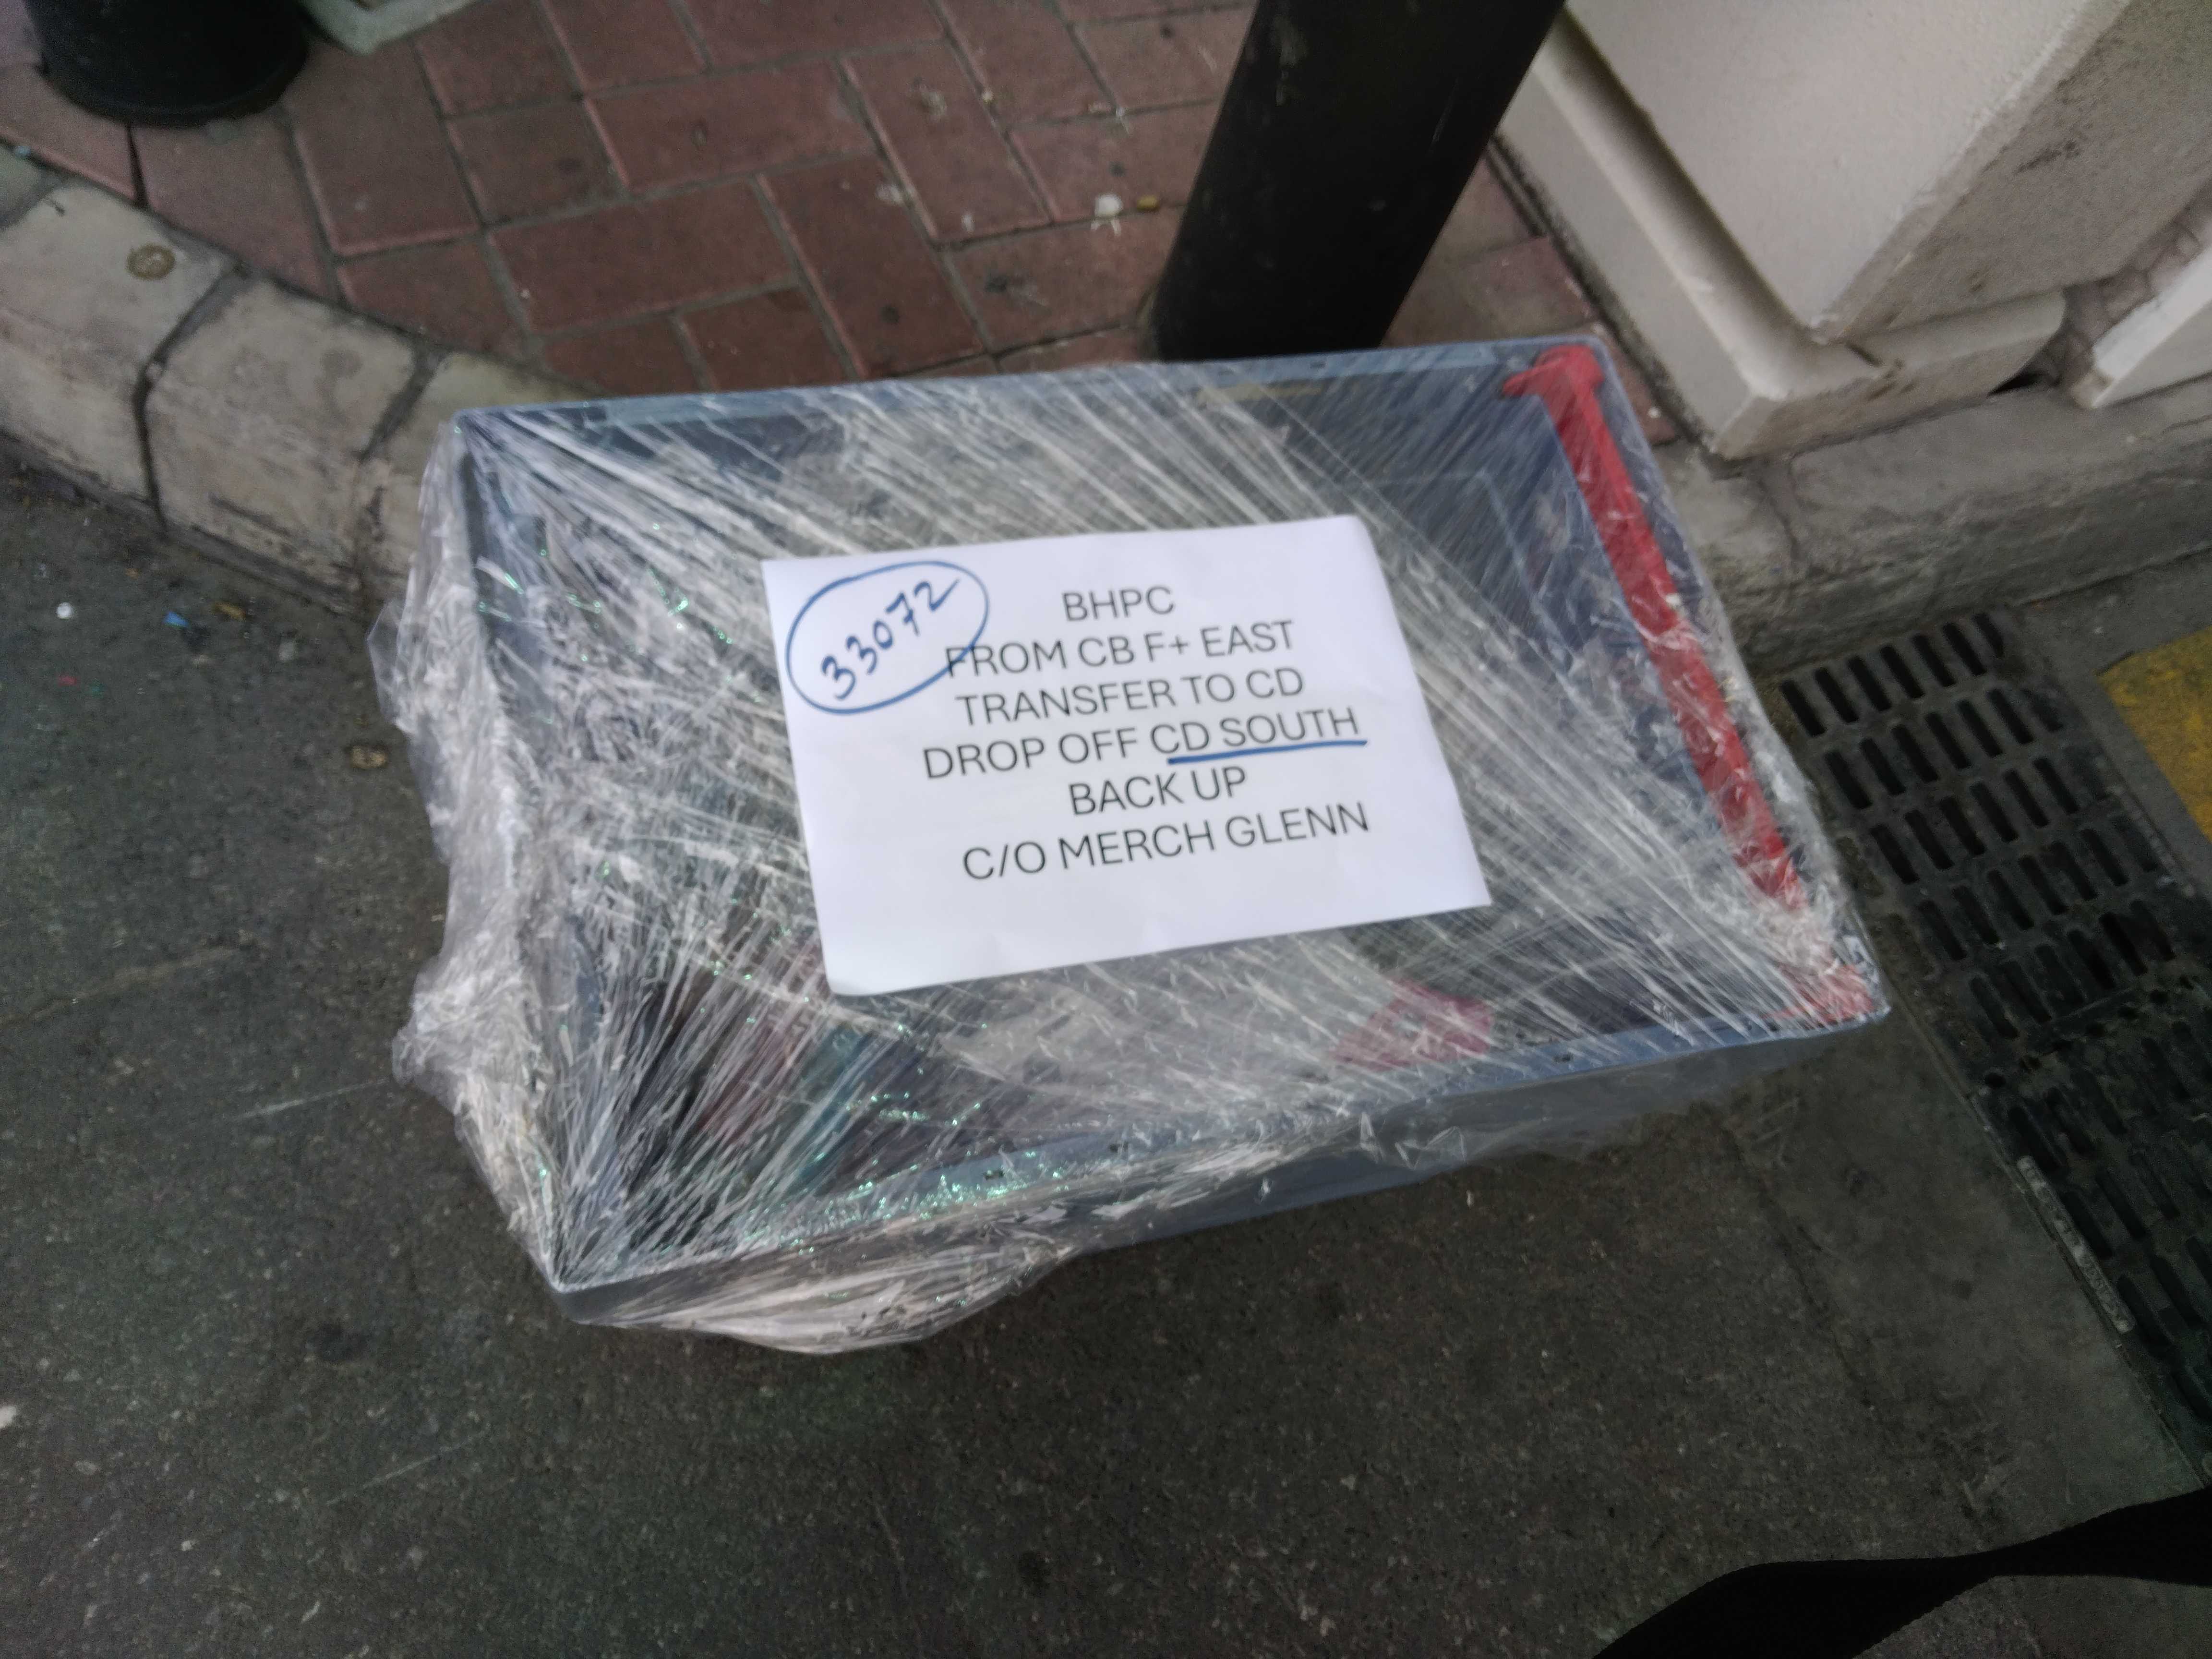 33072
BHPC
FROM CB F+ EAST
TRANSFER TO CD
DROP OFF CD SOUTH
BACK UP
C/O MERCH GLENN